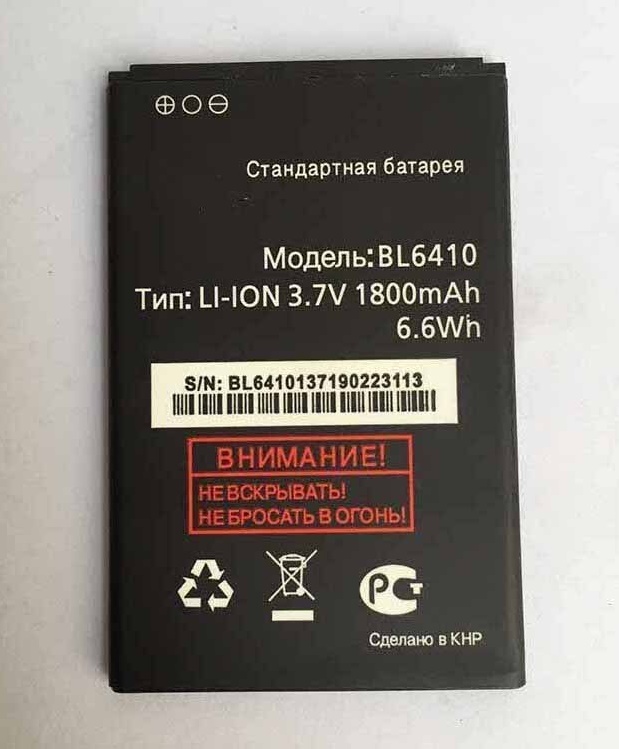 Стандартная батарея
Модель: BL6410
Тип: LI-ION 3.7V 1800mAh
6.6Wh
S/N: BL6410137190223113
ВНИМАНИЕ!
НЕ ВСКРЫВАТЬ!
НЕ БРОСАТЬ В ОГОНЬ!
РСТ
Сделано в КНР